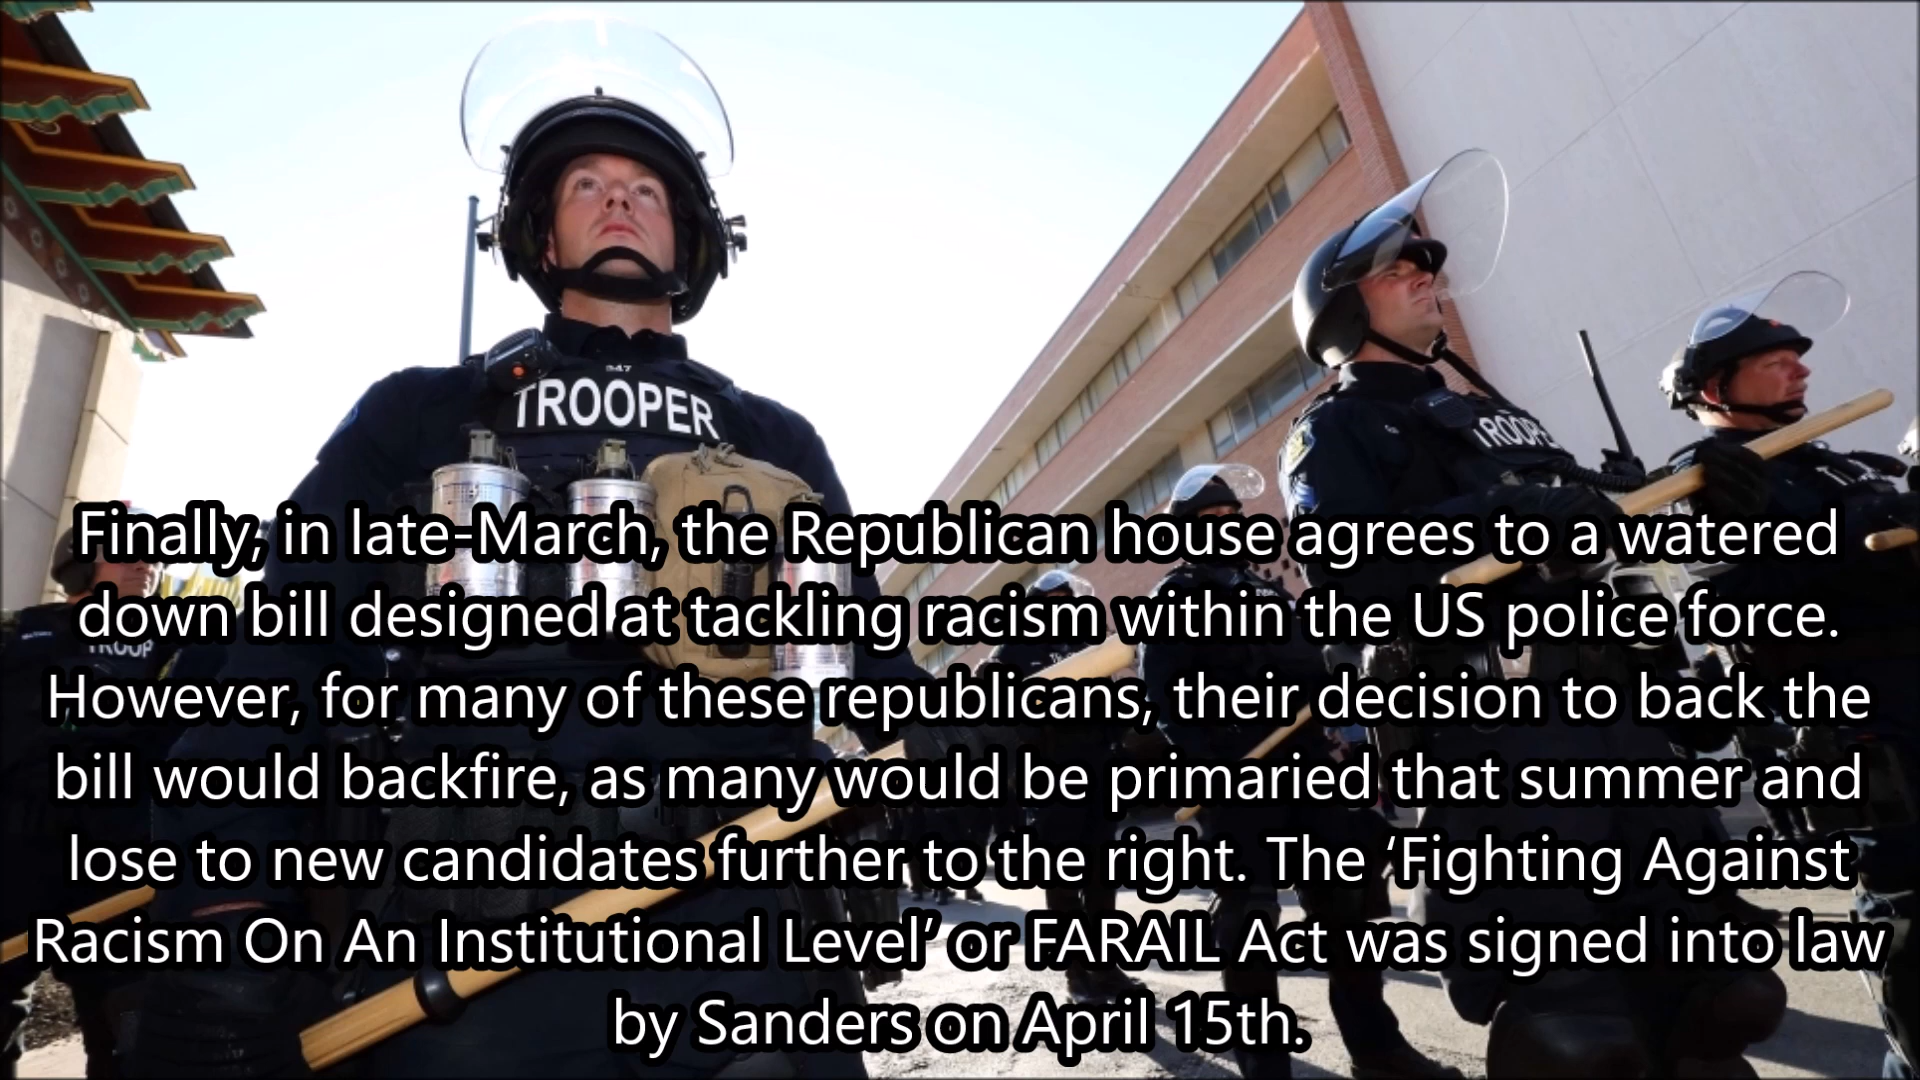 347
TROOPER
TROOPE
TROOP
Finally, in late-March, the Republican house agrees to a watered
down bill designed at tackling racism within the US police force.
However, for many of these republicans, their decision to back the
bill would backfire, as many would be primaried that summer and
lose to new candidates further to the right. The ‘Fighting Against
Racism On An Institutional Level’ or FARAIL Act was signed into law
by Sanders on April 15th.